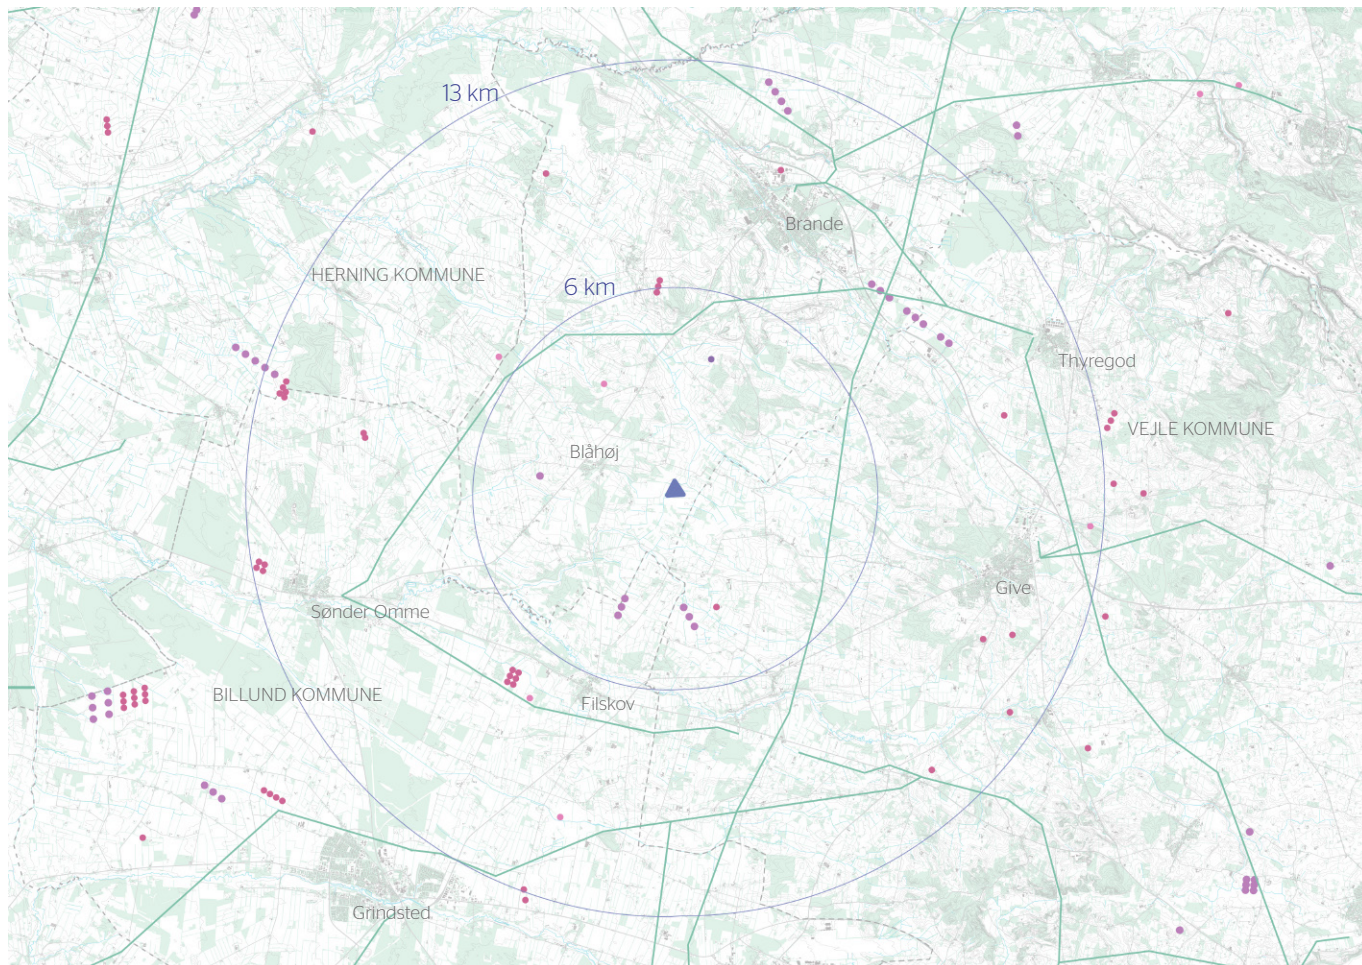 13 km
Brande
HERNING KOMMUNE
6 km
Thyregod
VEJLE KOMMUNE
Blåhøj
Give
Sønder Omme
BILLUND KOMMUNE
Filskov
Grindsted